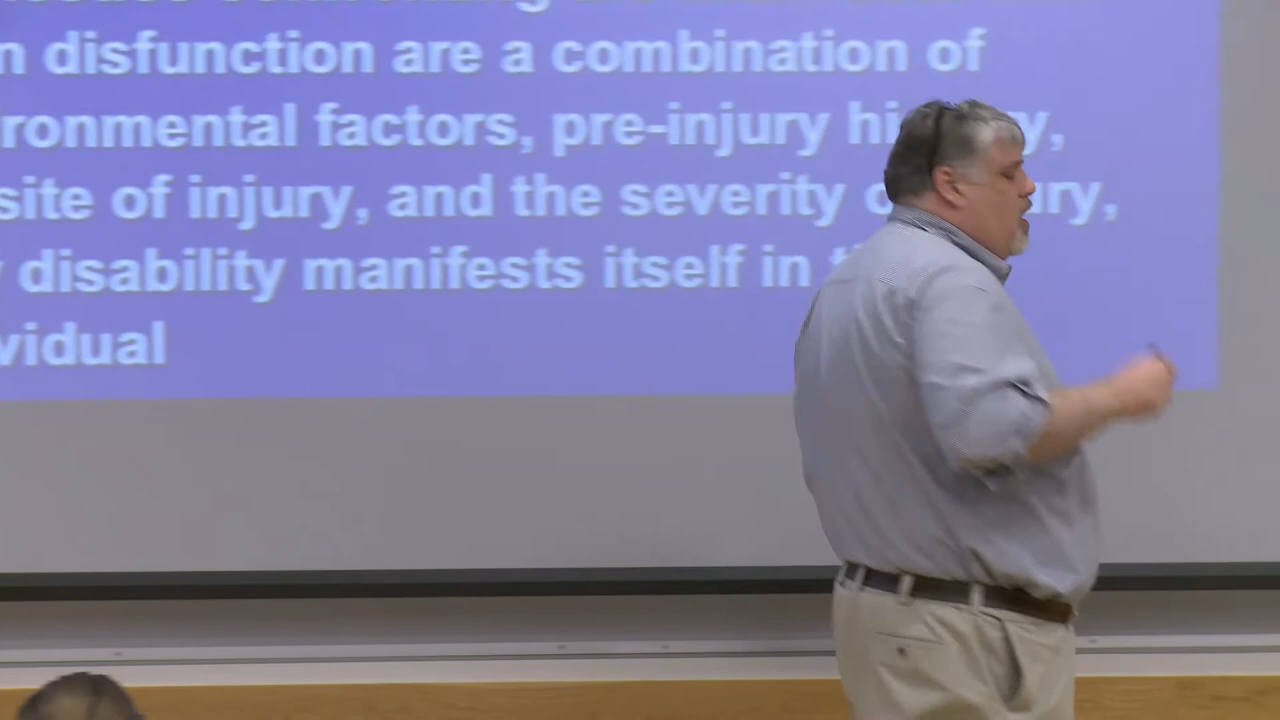 n disfunction are a combination of
ronmental factors, pre-injury hi y,
site of injury, and the severity o ury,
disability manifests itself in t
vidual